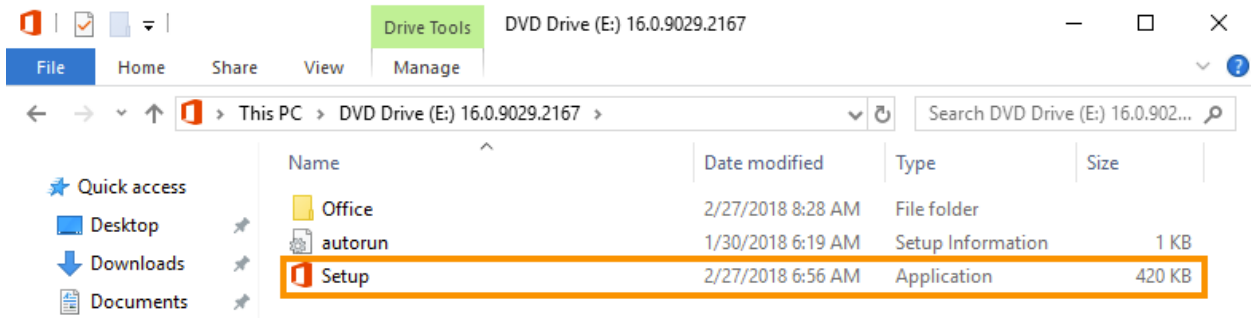 Drive Tools DVD Drive (E:) 16.0.9029.2167
File Home Share View Manage
This PC DVD Drive (E:) 16.0.9029.2167 Search DVD Drive (E:) 16.0.902...
Name Date modified Type Size
Quick access
Office 2/27/2018 8:28 AM File folder
Desktop
autorun 1/30/2018 6:19 AM Setup Information 1 KB
Downloads
Setup 2/27/2018 6:56 AM Application 420 KB
Documents